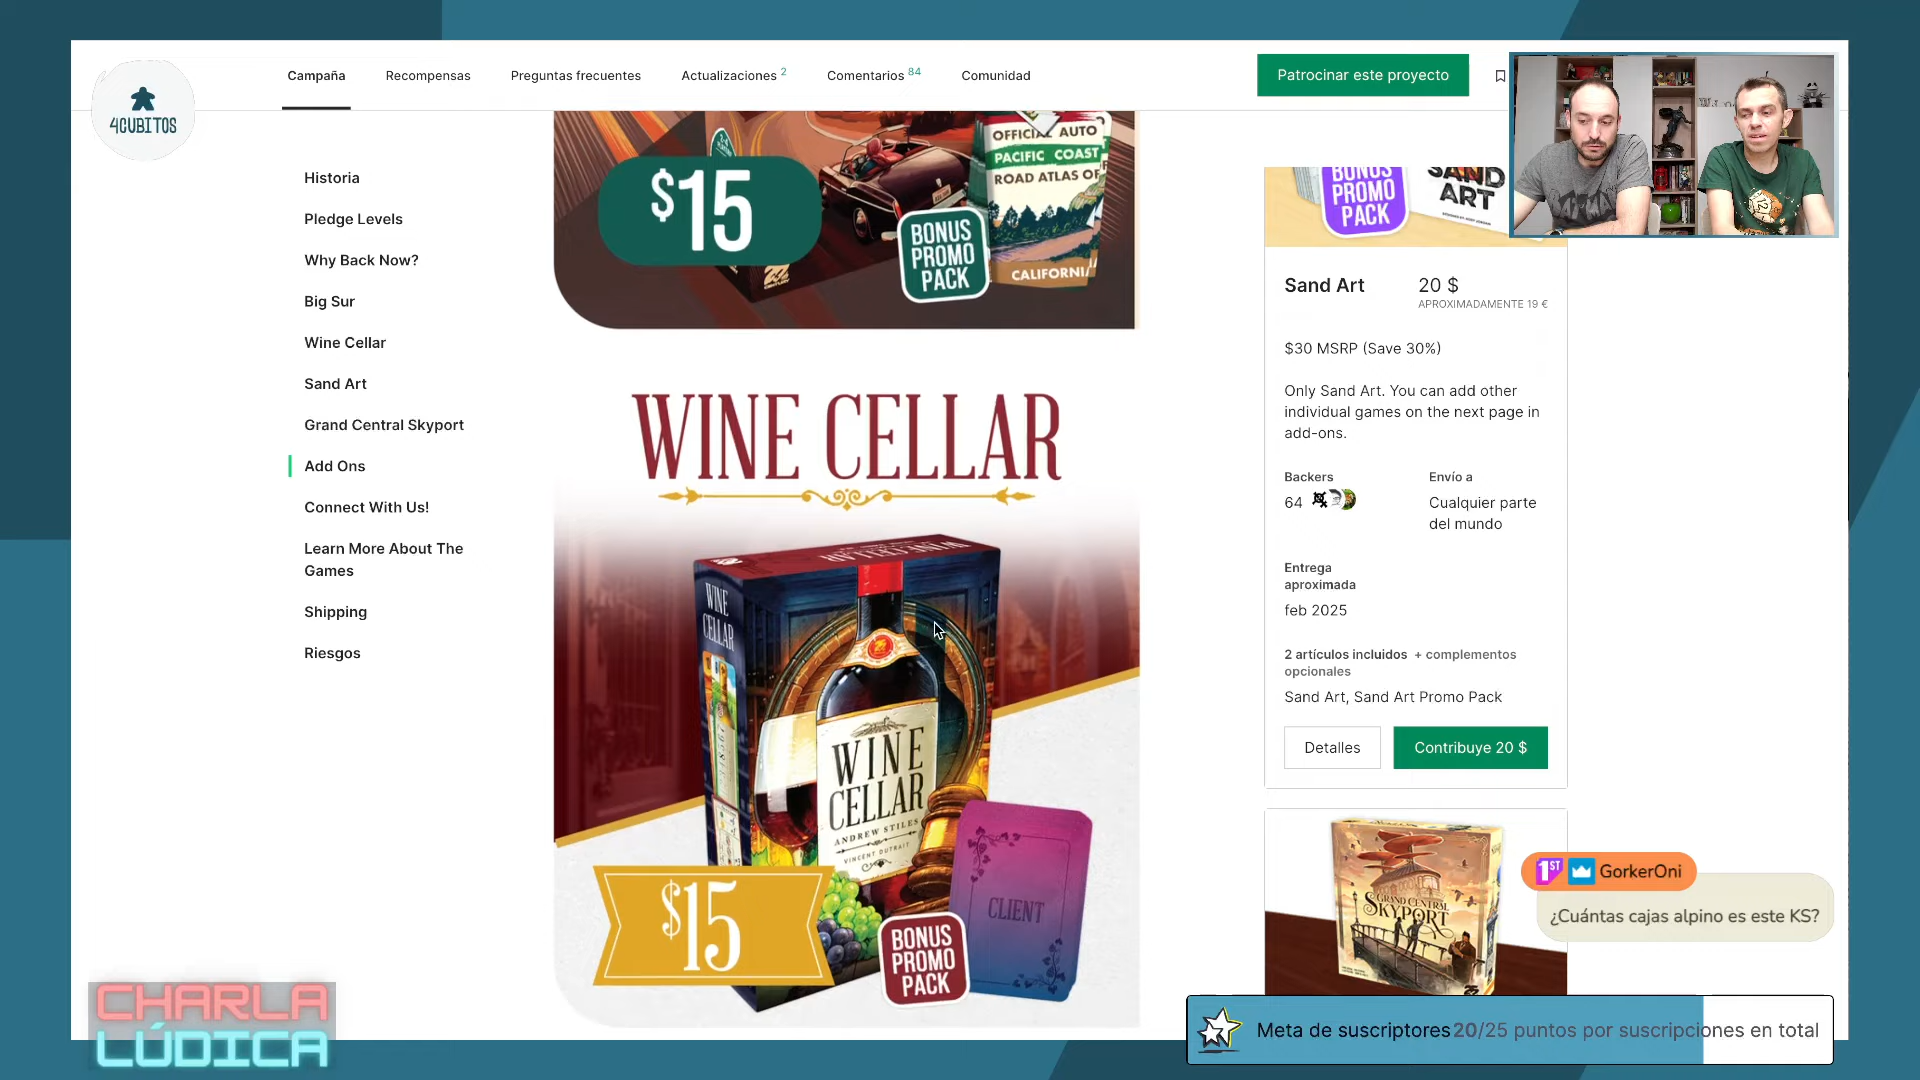 4CUBITOS
Campaña
Recompensas
Preguntas frecuentes
Actualizaciones 2
Comentarios 84
Comunidad
Patrocinar este proyecto
Historia
Pledge Levels
Why Back Now?
Big Sur
Wine Cellar
Sand Art
Grand Central Skyport
Add Ons
Connect With Us!
Learn More About The
Games
Shipping
Riesgos
$15
BONUS
PROMO
PACK
OFFICIAL AUTO
PACIFIC COAST
ROAD ATLAS OF
CALIFORNIA
WINE CELLAR
WINE CELLAR
WINE
CELLAR
WINE
CELLAR
ANDREW STILES
VINCENT DUTRAIT
CLIENT
$15
BONUS
PROMO
PACK
BONUS
PROMO
PACK
SAND
ART
Sand Art
20 $
APROXIMADAMENTE 19 €
$30 MSRP (Save 30%)
Only Sand Art. You can add other
individual games on the next page in
add-ons.
Backers
64
Envío a
Cualquier parte
del mundo
Entrega
aproximada
feb 2025
2 artículos incluidos + complementos
opcionales
Sand Art, Sand Art Promo Pack
Detalles
Contribuye 20 $
GRAND CENTRAL
SKYPORT
1ST
GorkerOni
¿Cuántas cajas alpino es este KS?
CHARLA
LÚDICA
Meta de suscriptores 20/25 puntos por suscripciones en total